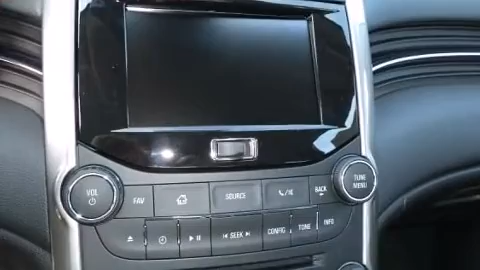 VOL
FAV
SOURCE
BACK
TUNE
MENU
SEEK
CONFIG
TONE
INFO